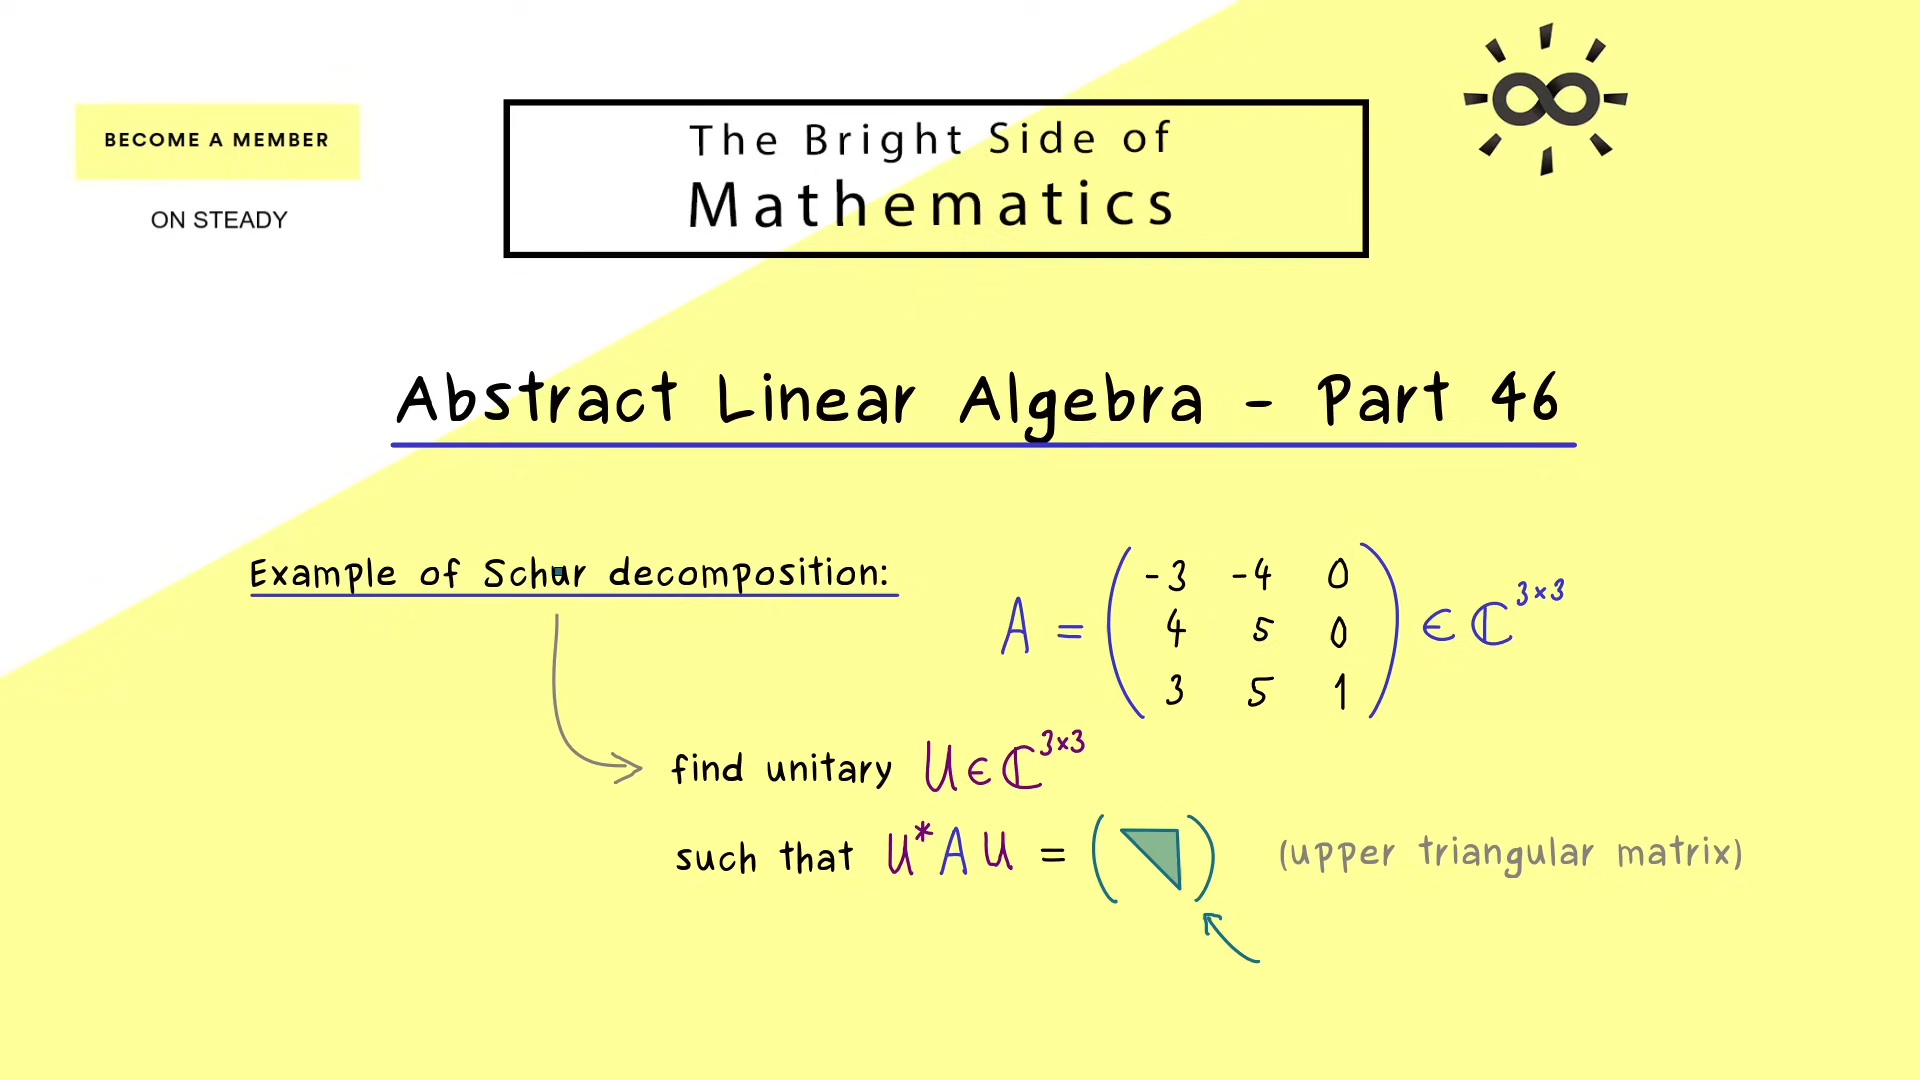 BECOME A MEMBER
ON STEADY
The Bright Side of
Mathematics
Abstract Linear Algebra - Part 46
Example of Schur decomposition:
A = ( -3 -4 0
4 5 0
3 5 1 ) ∈ ℂ^{3×3}
find unitary U ∈ ℂ^{3×3}
such that U* A U = ( ) (upper triangular matrix)